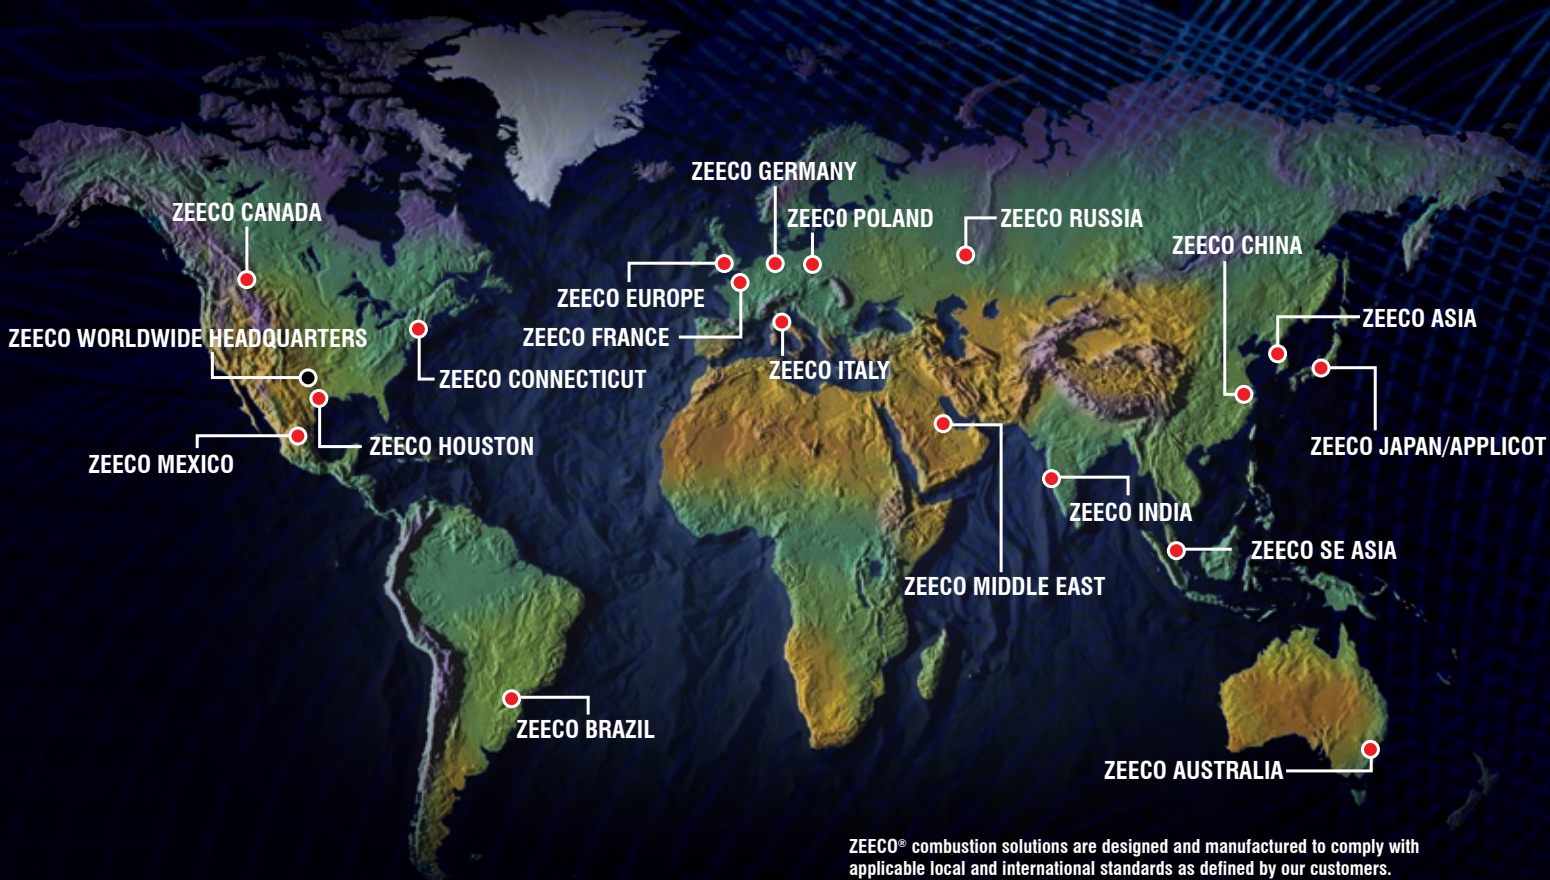 ZEECO GERMANY
ZEECO CANADA
ZEECO POLAND
ZEECO RUSSIA
ZEECO CHINA
ZEECO EUROPE
ZEECO ASIA
ZEECO WORLDWIDE HEADQUARTERS
ZEECO FRANCE
ZEECO ITALY
ZEECO CONNECTICUT
ZEECO HOUSTON
ZEECO JAPAN/APPLICOT
ZEECO MEXICO
ZEECO INDIA
ZEECO SE ASIA
ZEECO MIDDLE EAST
ZEECO BRAZIL
ZEECO AUSTRALIA
ZEECO® combustion solutions are designed and manufactured to comply with
applicable local and international standards as defined by our customers.